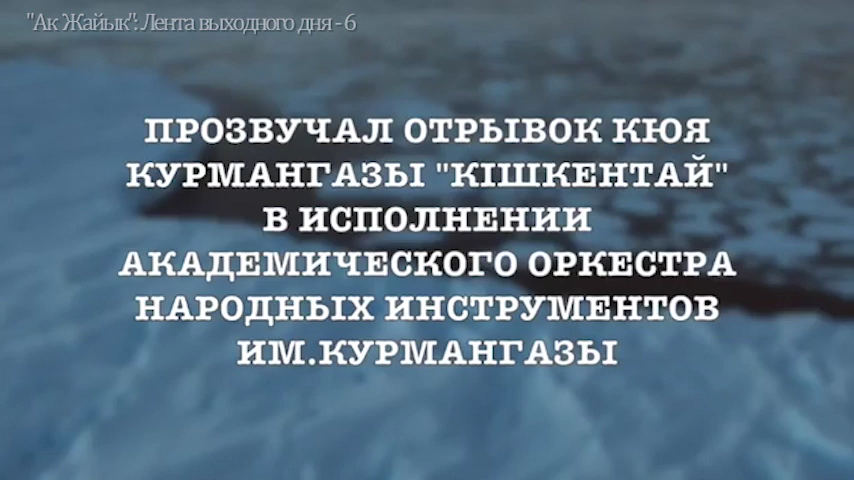 "Ак Жайык": Лента выходного дня - 6
ПРОЗВУЧАЛ ОТРЫВОК КЮЯ
КУРМАНГАЗЫ "КІШКЕНТАЙ"
В ИСПОЛНЕНИИ
АКАДЕМИЧЕСКОГО ОРКЕСТРА
НАРОДНЫХ ИНСТРУМЕНТОВ
ИМ.КУРМАНГАЗЫ